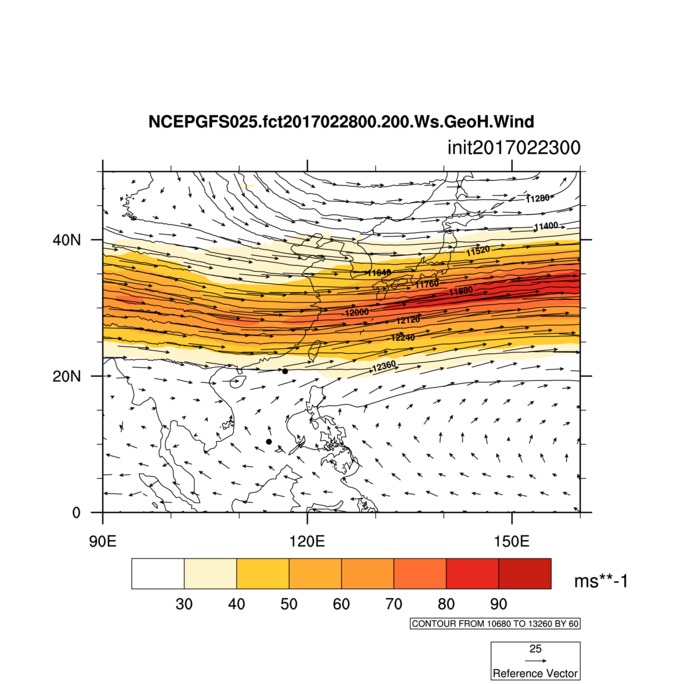 NCEPGFS025.fct2017022800.200.Ws.GeoH.Wind
init2017022300
11280
11400
40N
11520
11640
11760
11880
12000
12120
12240
12360
20N
0
90E 120E 150E
ms**-1
30 40 50 60 70 80 90
CONTOUR FROM 10680 TO 13260 BY 60
25
Reference Vector